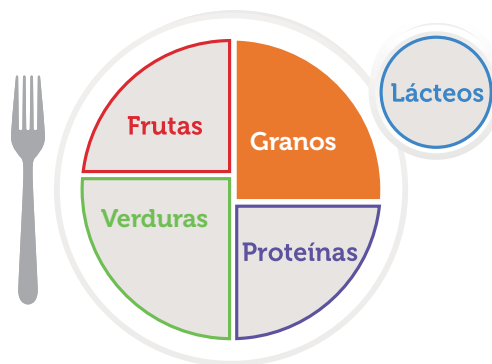 Lácteos
Frutas
Granos
Verduras
Proteínas